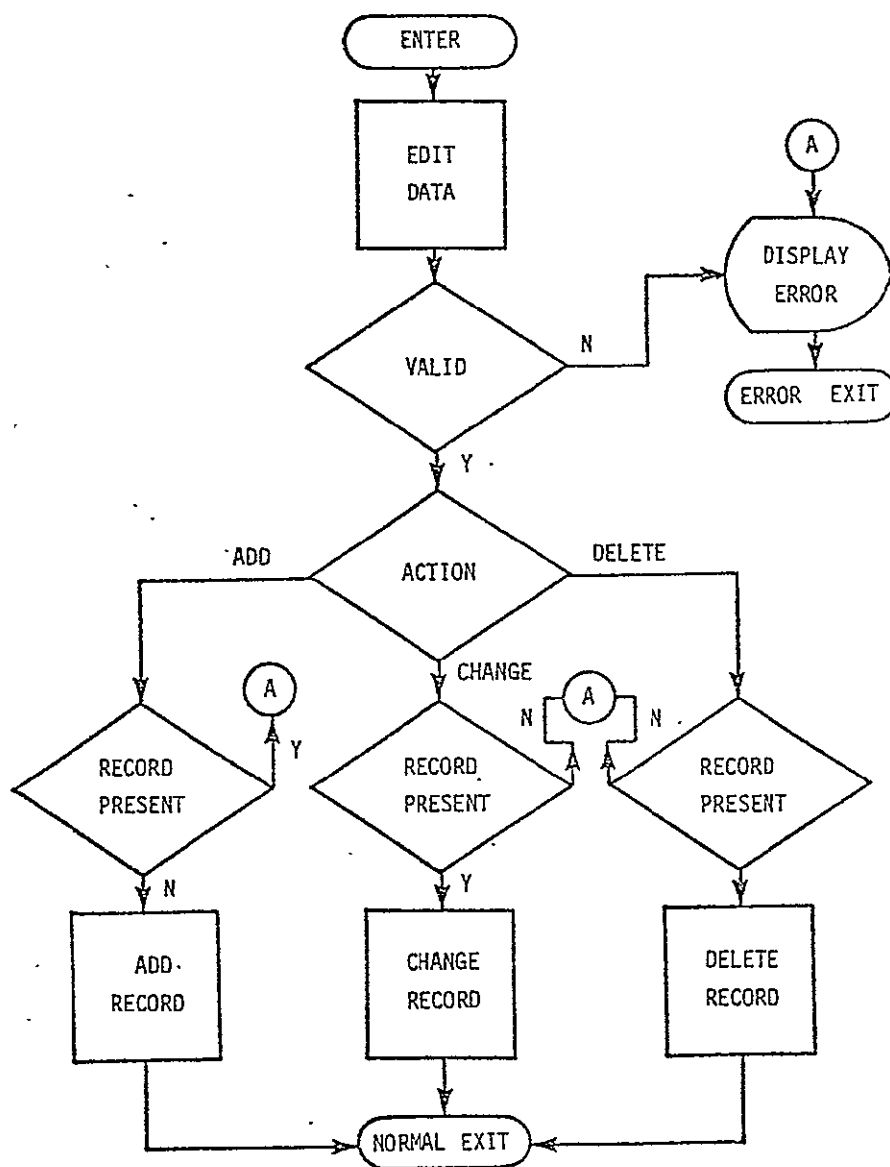 ENTER
EDIT
DATA
A
DISPLAY
ERROR
VALID
N
ERROR EXIT
Y
ADD
ACTION
DELETE
CHANGE
A
Y
N
A
N
RECORD
PRESENT
RECORD
PRESENT
RECORD
PRESENT
N
Y
ADD
RECORD
CHANGE
RECORD
DELETE
RECORD
NORMAL EXIT